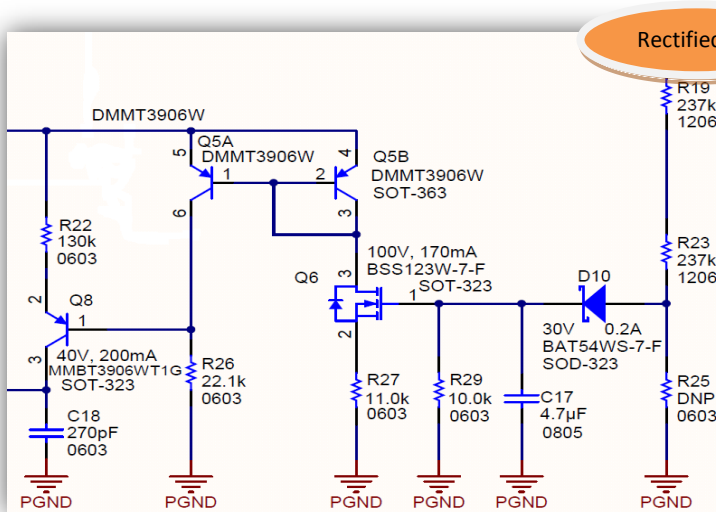 Rectified
R19
237k
1206
DMMT3906W
5
Q5A
DMMT3906W
1
6
4
Q5B
2
DMMT3906W
SOT-363
3
R22
130k
0603
R23
237k
1206
100V, 170mA
BSS123W-7-F
SOT-323
Q6
3
1
2
D10
30V 0.2A
BAT54WS-7-F
SOD-323
2
Q8
1
3
40V, 200mA
MMBT3906WT1G
SOT-323
R26
22.1k
0603
R27
11.0k
0603
R29
10.0k
0603
C17
4.7µF
0805
R25
DNP
0603
C18
270pF
0603
PGND
PGND
PGND
PGND
PGND
PGND